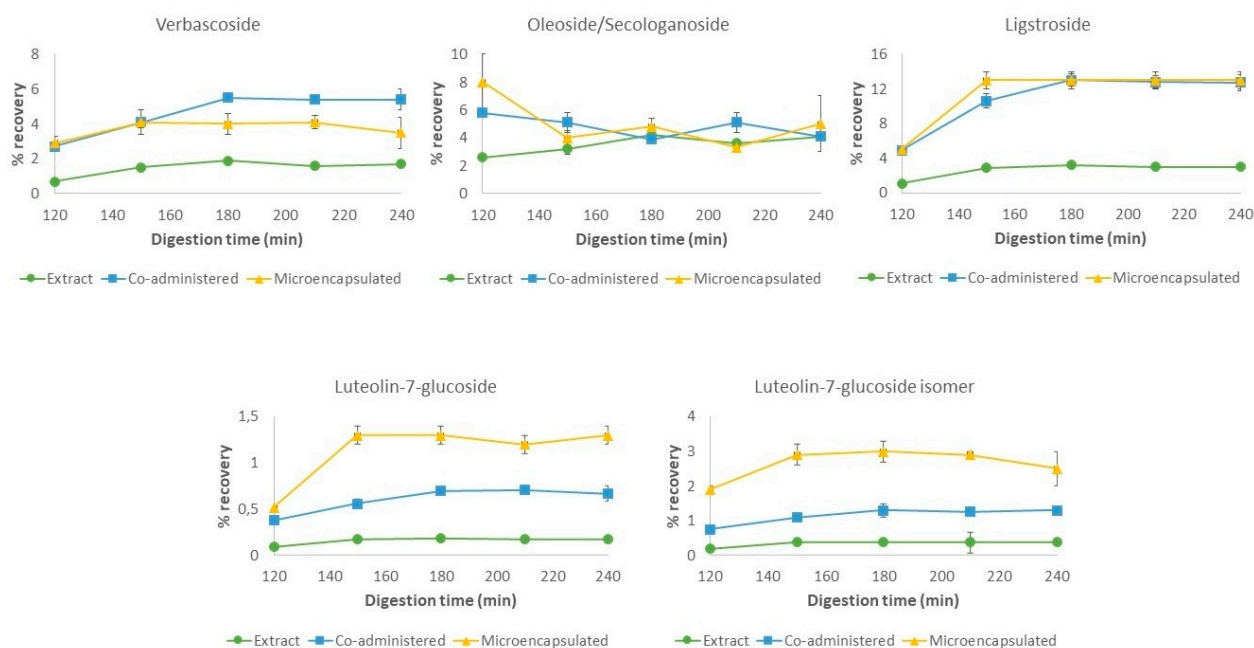 Verbascoside
8
6
4
2
0
% recovery
120 140 160 180 200 220 240
Digestion time (min)
Extract Co-administered Microencapsulated
Oleoside/Secologanoside
10
8
6
4
2
0
% recovery
120 140 160 180 200 220 240
Digestion time (min)
Extract Co-administered Microencapsulated
Ligstroside
16
12
8
4
0
% recovery
120 140 160 180 200 220 240
Digestion time (min)
Extract Co-administered Microencapsulated
Luteolin-7-glucoside
1,5
1
0,5
0
% recovery
120 140 160 180 200 220 240
Digestion time (min)
Extract Co-administered Microencapsulated
Luteolin-7-glucoside isomer
4
3
2
1
0
% recovery
120 140 160 180 200 220 240
Digestion time (min)
Extract Co-administered Microencapsulated